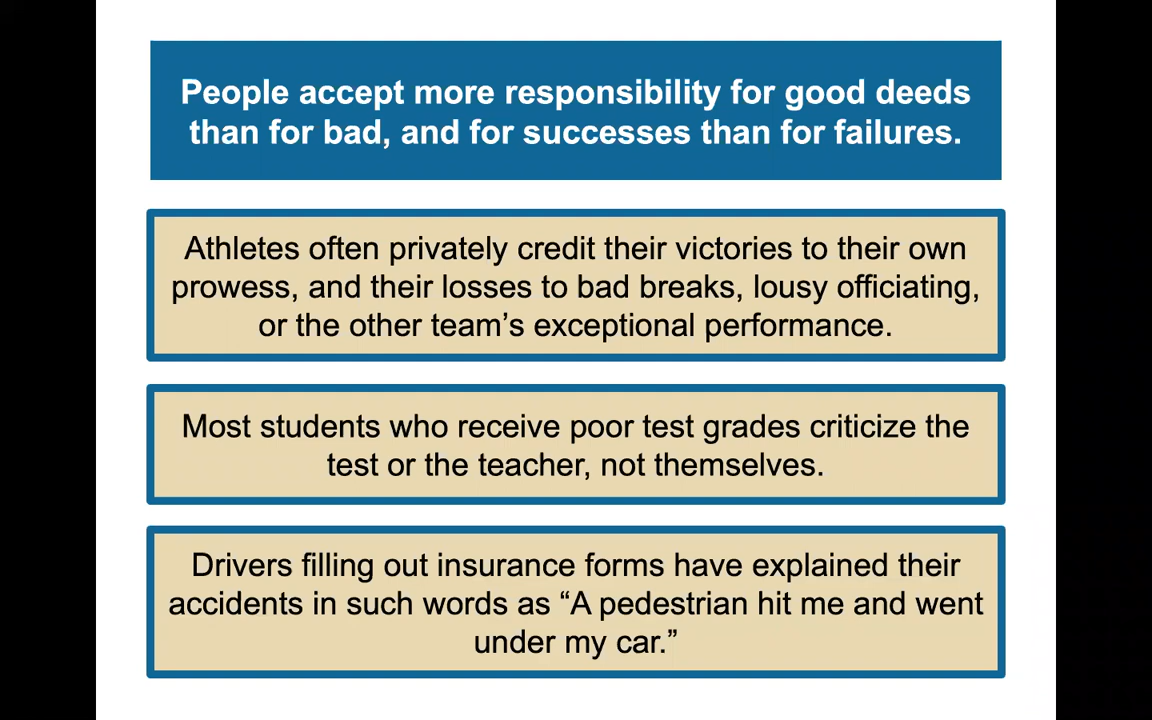 People accept more responsibility for good deeds
than for bad, and for successes than for failures.
Athletes often privately credit their victories to their own
prowess, and their losses to bad breaks, lousy officiating,
or the other team’s exceptional performance.
Most students who receive poor test grades criticize the
test or the teacher, not themselves.
Drivers filling out insurance forms have explained their
accidents in such words as “A pedestrian hit me and went
under my car.”